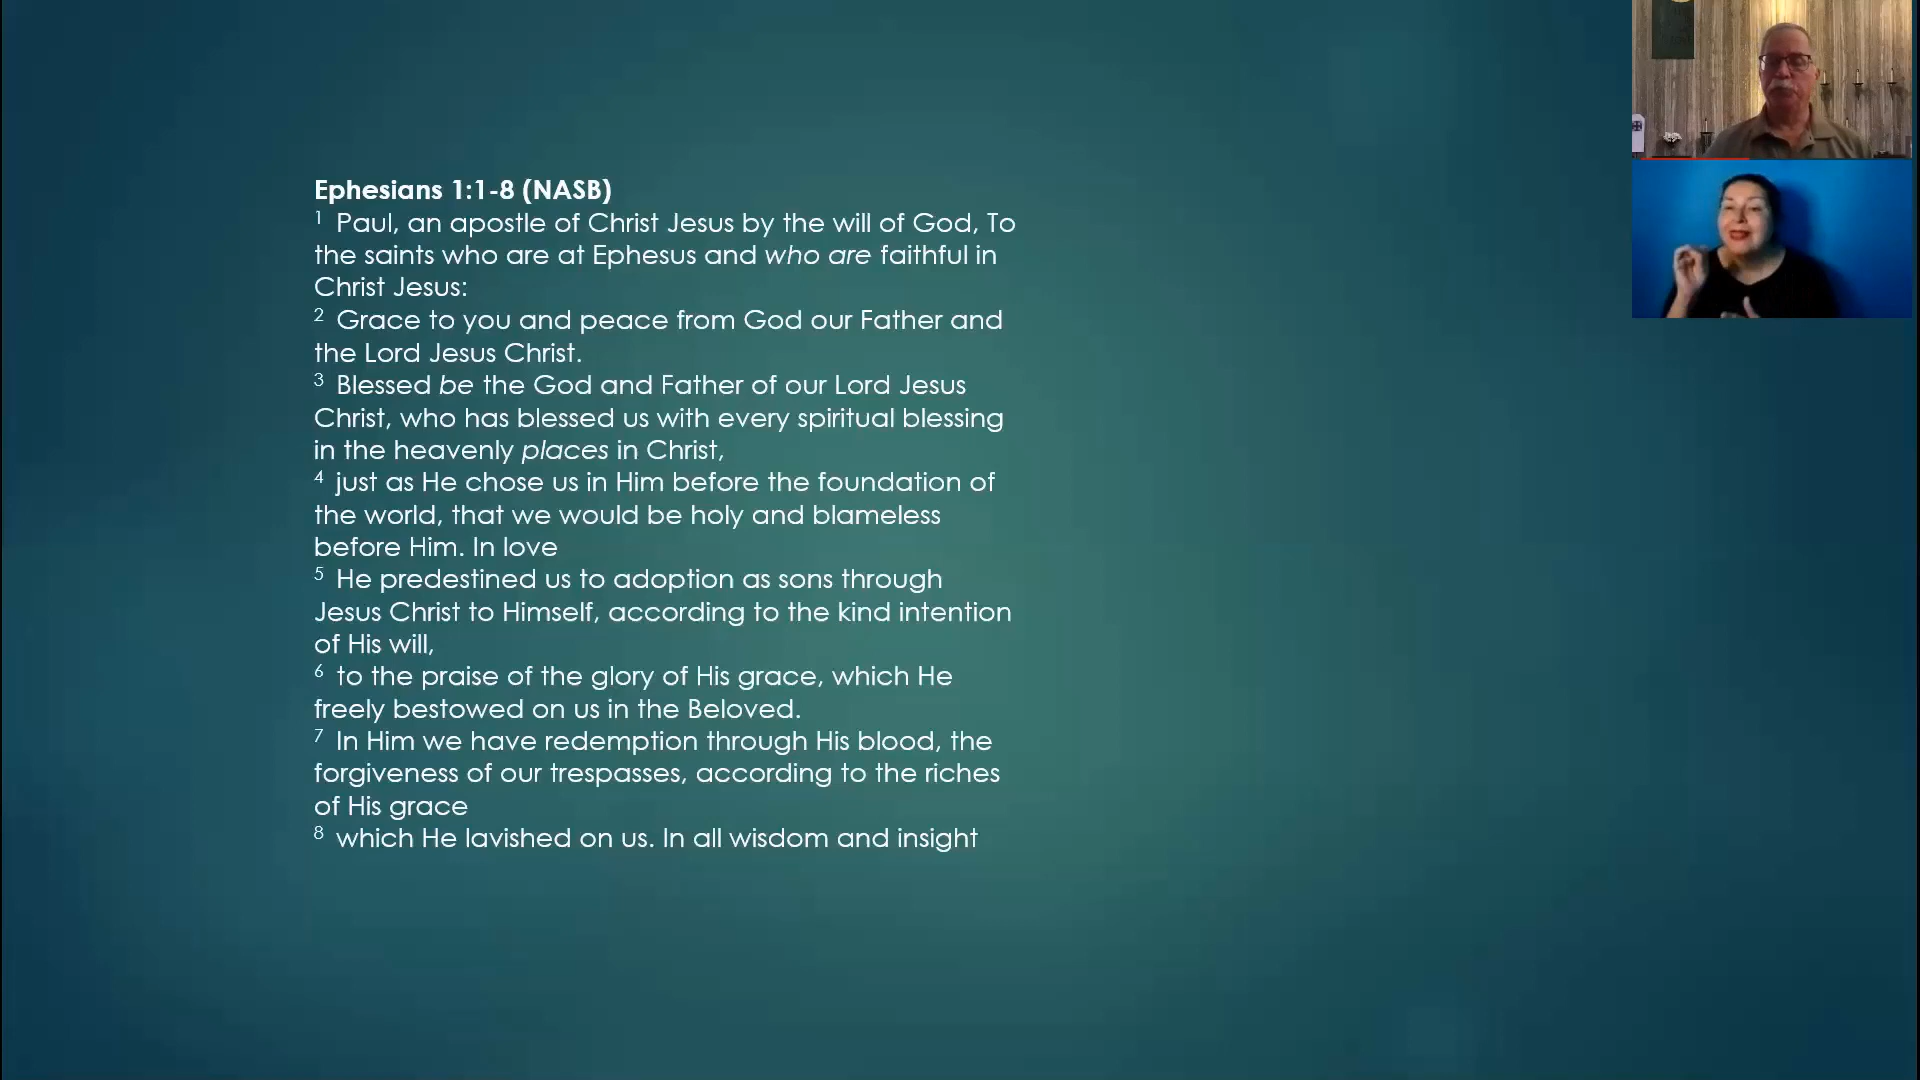 Ephesians 1:1-8 (NASB)
1 Paul, an apostle of Christ Jesus by the will of God, To
the saints who are at Ephesus and who are faithful in
Christ Jesus:
2 Grace to you and peace from God our Father and
the Lord Jesus Christ.
3 Blessed be the God and Father of our Lord Jesus
Christ, who has blessed us with every spiritual blessing
in the heavenly places in Christ,
4 just as He chose us in Him before the foundation of
the world, that we would be holy and blameless
before Him. In love
5 He predestined us to adoption as sons through
Jesus Christ to Himself, according to the kind intention
of His will,
6 to the praise of the glory of His grace, which He
freely bestowed on us in the Beloved.
7 In Him we have redemption through His blood, the
forgiveness of our trespasses, according to the riches
of His grace
8 which He lavished on us. In all wisdom and insight